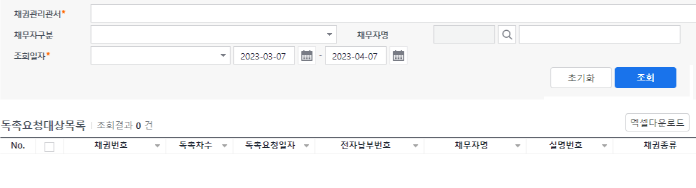 채권관리관서*
채무자구분 채무자명
조회일자* 2023-03-07 - 2023-04-07
초기화 조회
독촉요청대상목록 조회결과 0 건 엑셀다운로드
No. 채권번호 독촉차수 독촉요청일자 전자납부번호 채무자명 실명번호 채권종류